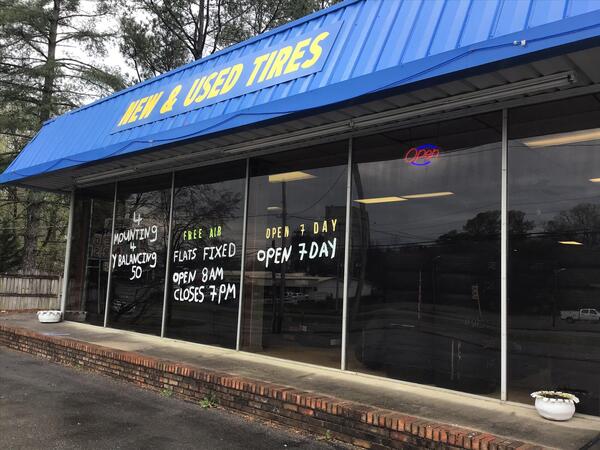 NEW & USED TIRES
Open
4
MOUNTING
4
Y BALANCING
50
FREE AIR
FLATS FIXED
OPEN 8AM
CLOSES 7PM
OPEN 7 DAY
OPEN 7DAY